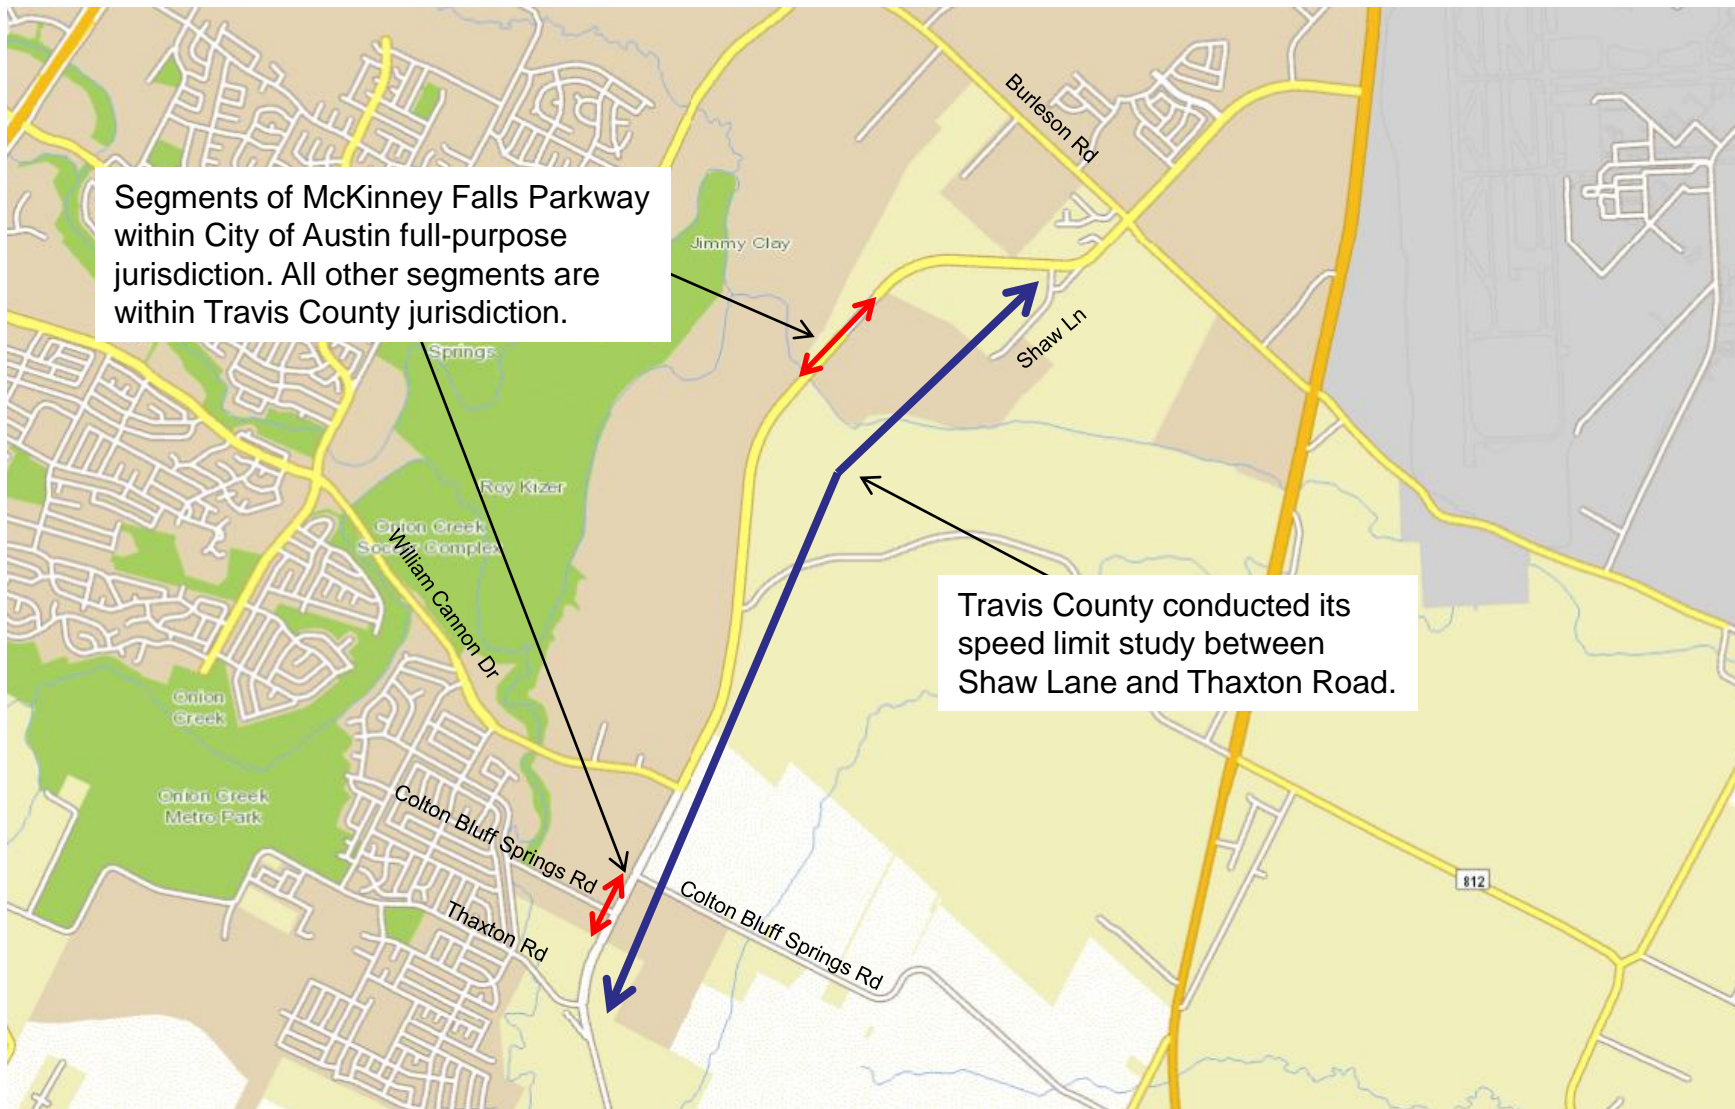 Burleson Rd
Segments of McKinney Falls Parkway
within City of Austin full-purpose
jurisdiction. All other segments are
within Travis County jurisdiction.
Jimmy Clay
Springs
Shaw Ln
Roy Kizer
Onion Creek
Soccer Complex
William Cannon Dr
Travis County conducted its
speed limit study between
Shaw Lane and Thaxton Road.
Onion
Creek
Onion Creek
Metro Park
Colton Bluff Springs Rd
Thaxton Rd
Colton Bluff Springs Rd
812